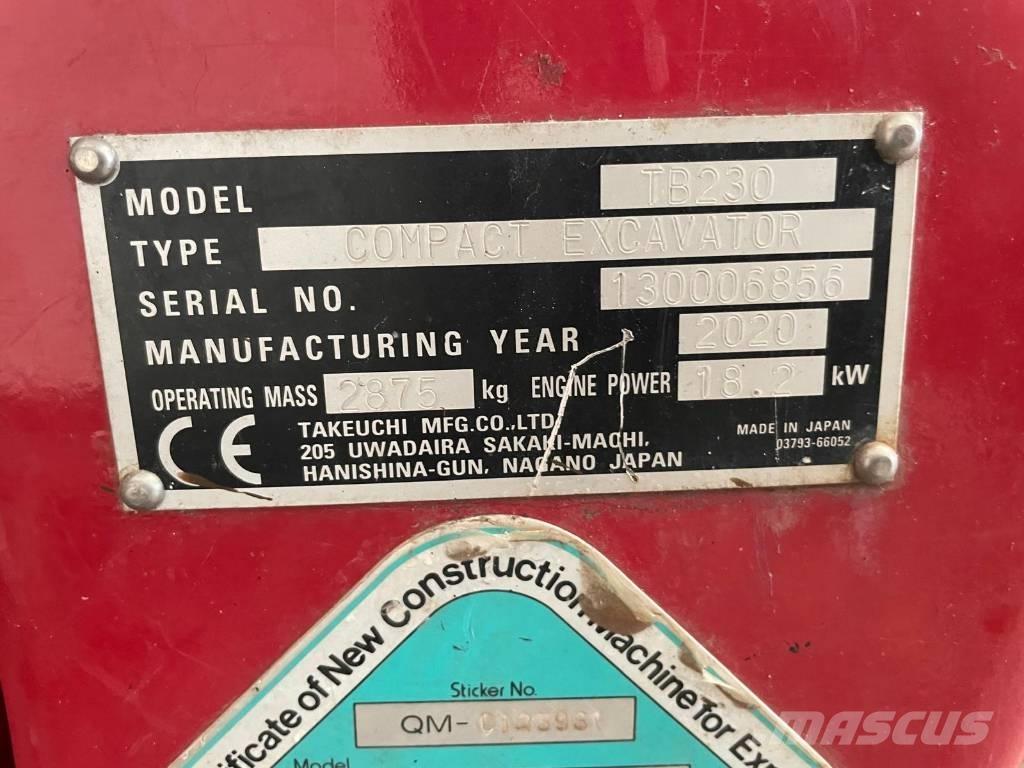 MODEL TB230
TYPE COMPACT EXCAVATOR
SERIAL NO. 130006856
MANUFACTURING YEAR 2020
OPERATING MASS 2875 kg ENGINE POWER 18.2 kW
CE
TAKEUCHI MFG.CO.,LTD.
205 UWADAIRA SAKAKI-MACHI,
HANISHINA-GUN, NAGANO JAPAN
MADE IN JAPAN
03793-66052
of New Construction Machine for
Sticker No.
QM-
Model
MASCUS